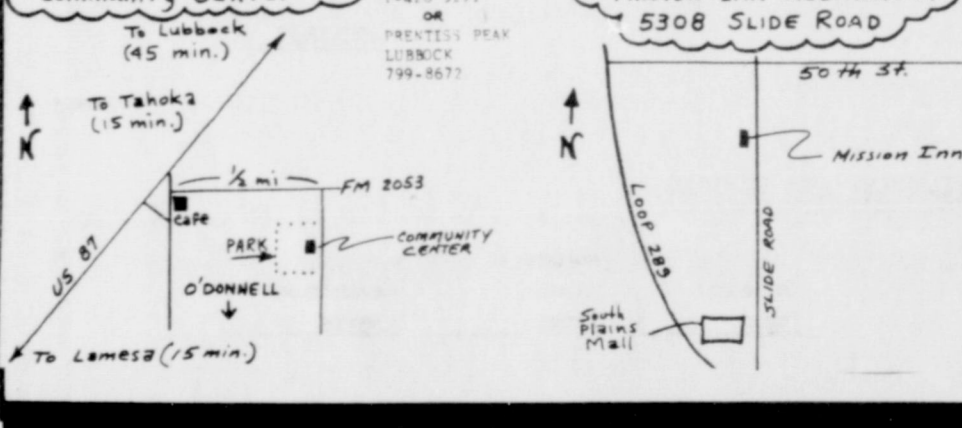 To Lubbock
(45 min.)
OR
PRENTISS PEAK
LUBBOCK
799-8672
To Tahoka
(15 min.)
N
½ mi
FM 2053
Cafe
PARK
COMMUNITY
CENTER
US 87
O'DONNELL
To Lamesa (15 min.)
5308 SLIDE ROAD
50th St.
N
Mission Inn
LOOP 289
SLIDE ROAD
South
Plains
Mall